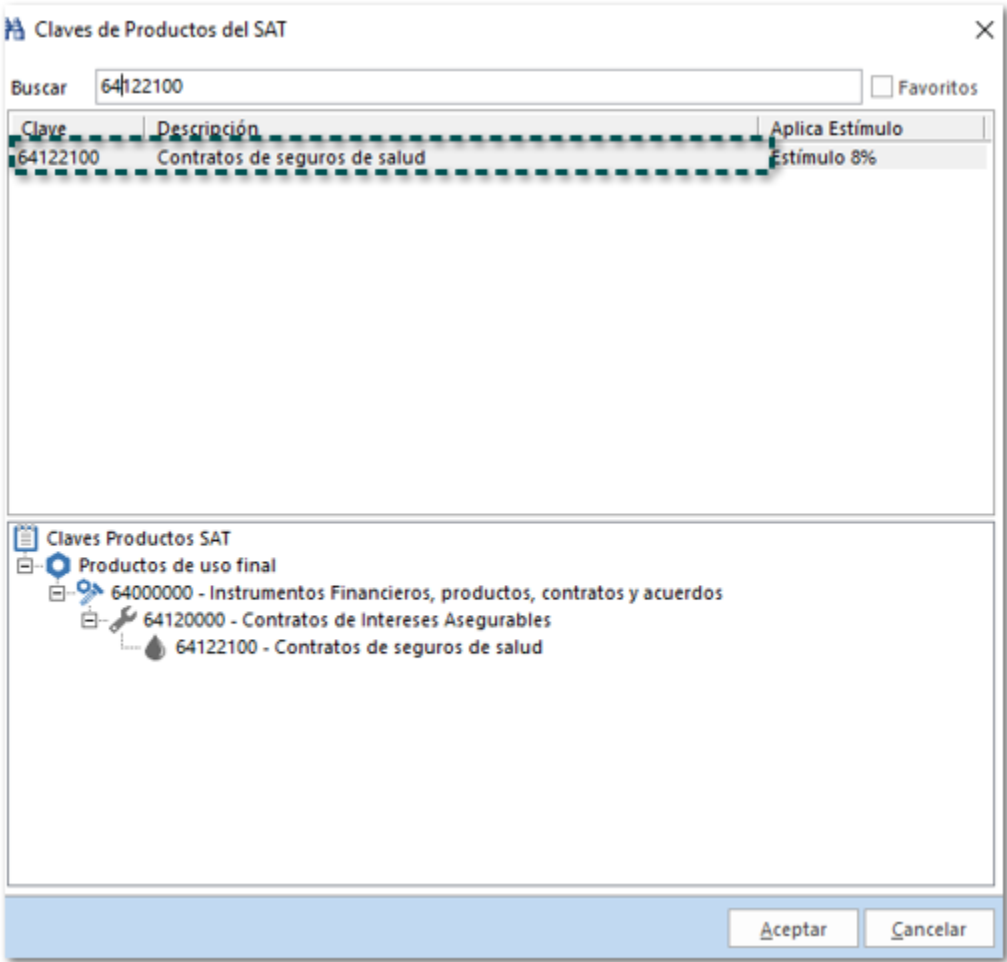 Claves de Productos del SAT
Buscar 64122100 Favoritos
Clave Descripción Aplica Estímulo
64122100 Contratos de seguros de salud Estímulo 8%
Claves Productos SAT
Productos de uso final
64000000 - Instrumentos Financieros, productos, contratos y acuerdos
64120000 - Contratos de Intereses Asegurables
64122100 - Contratos de seguros de salud
Aceptar Cancelar